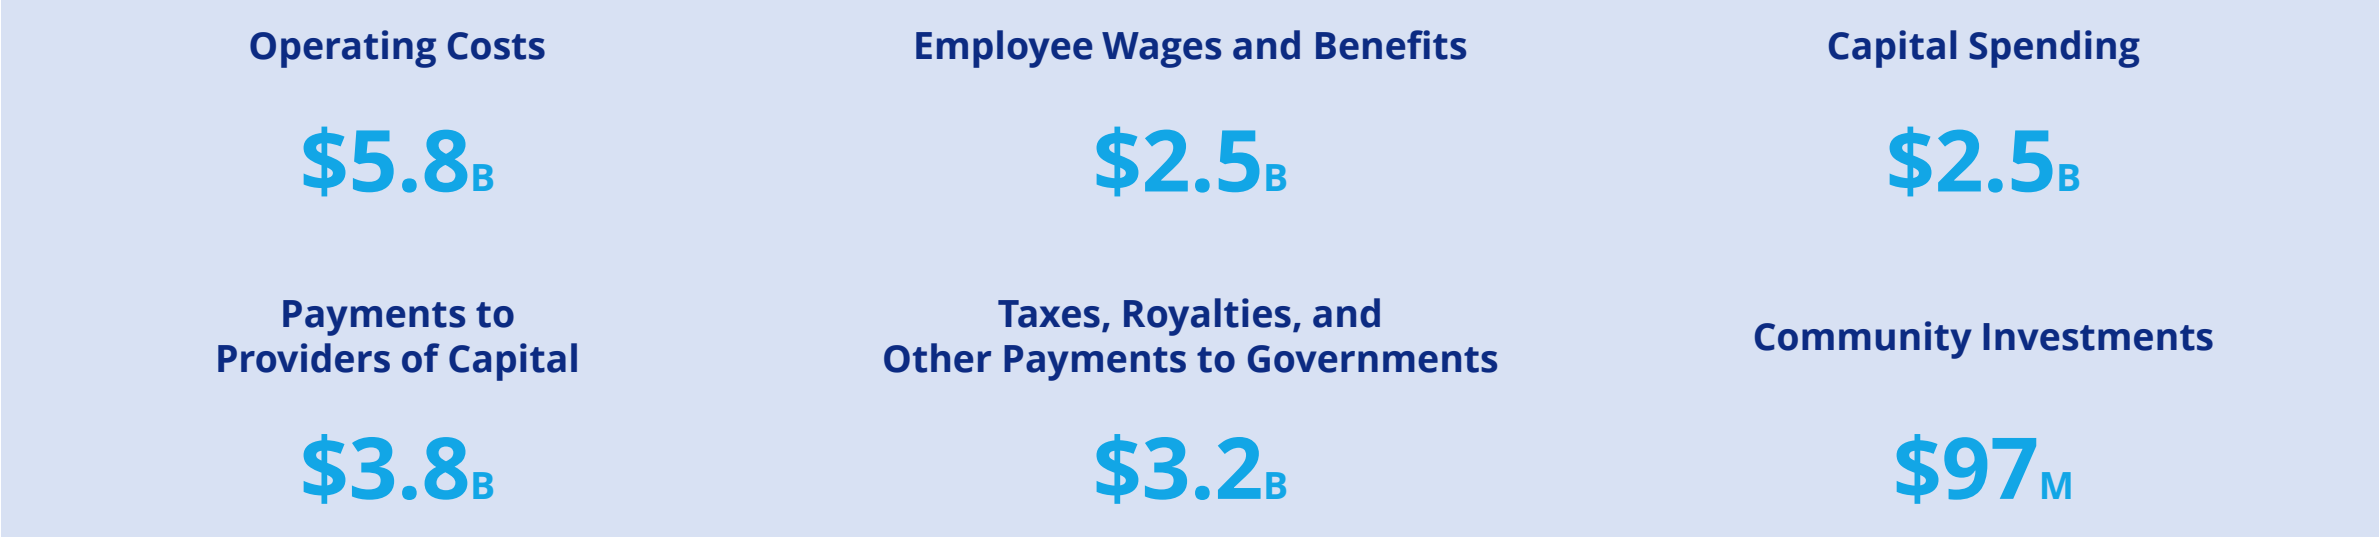 Operating Costs
$5.8B
Employee Wages and Benefits
$2.5B
Capital Spending
$2.5B
Payments to
Providers of Capital
$3.8B
Taxes, Royalties, and
Other Payments to Governments
$3.2B
Community Investments
$97M